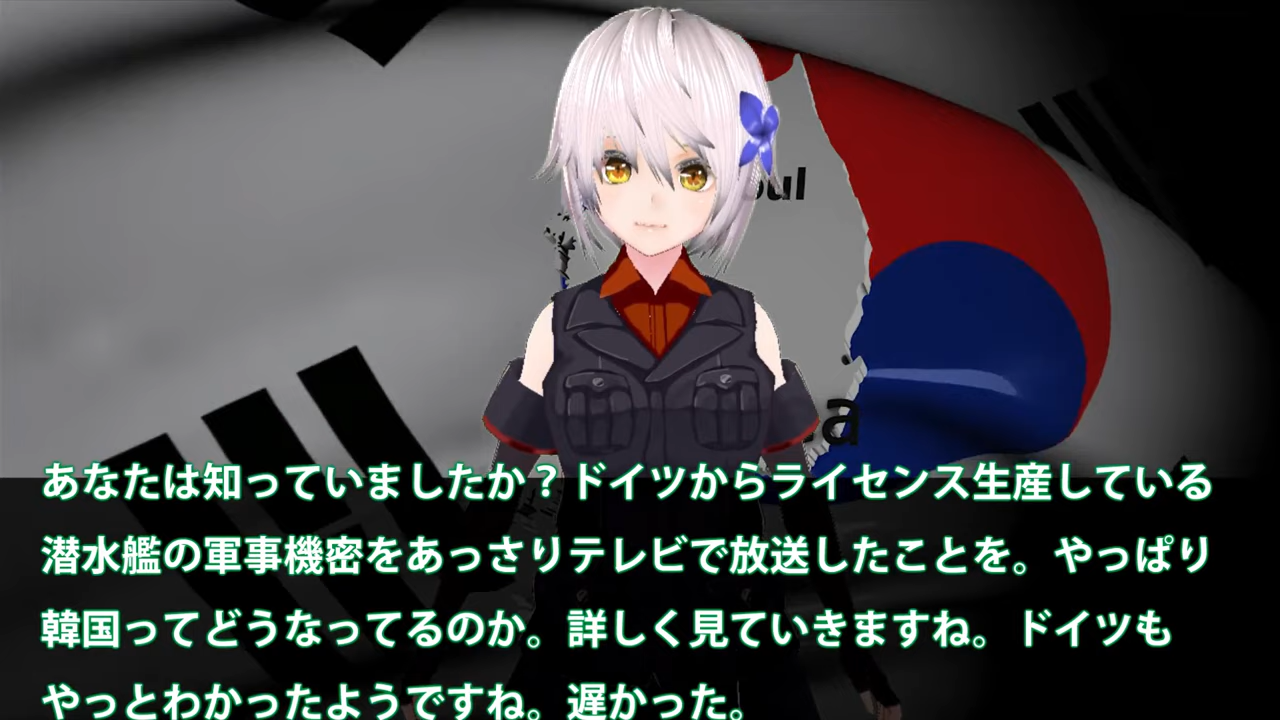 oul
a
あなたは知っていましたか？ドイツからライセンス生産している
潜水艦の軍事機密をあっさりテレビで放送したことを。やっぱり
韓国ってどうなってるのか。詳しく見ていきますね。ドイツも
やっとわかったようですね。遅かった。